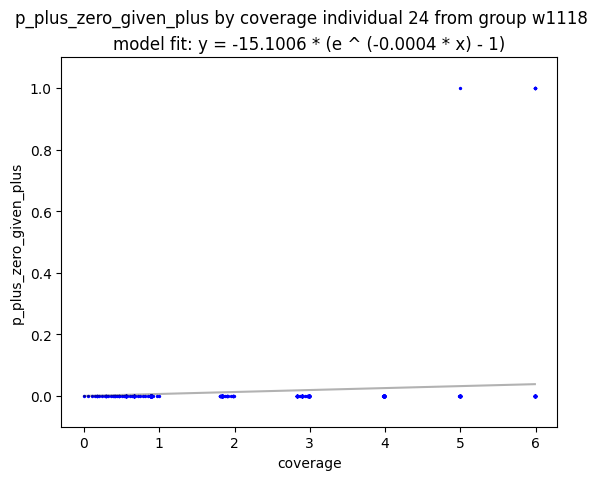 p_plus_zero_given_plus by coverage individual 24 from group w1118
model fit: y = -15.1006 * (e ^ (-0.0004 * x) - 1)
1.0
0.8
0.6
0.4
0.2
0.0
p_plus_zero_given_plus
0 1 2 3 4 5 6
coverage